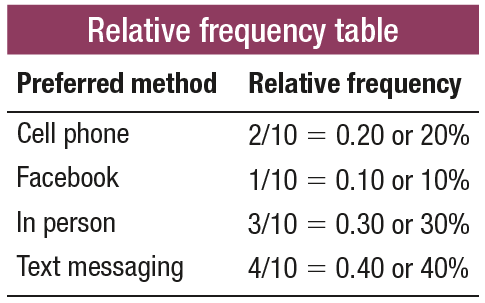 Relative frequency table
Preferred method Relative frequency
Cell phone 2/10 = 0.20 or 20%
Facebook 1/10 = 0.10 or 10%
In person 3/10 = 0.30 or 30%
Text messaging 4/10 = 0.40 or 40%